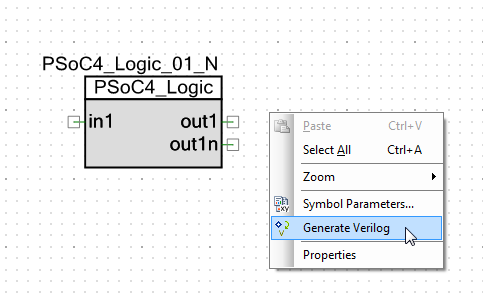 PSoC4_Logic_01_N
PSoC4_Logic
in1 out1
out1n
Paste Ctrl+V
Select All Ctrl+A
Zoom
Symbol Parameters...
Generate Verilog
Properties